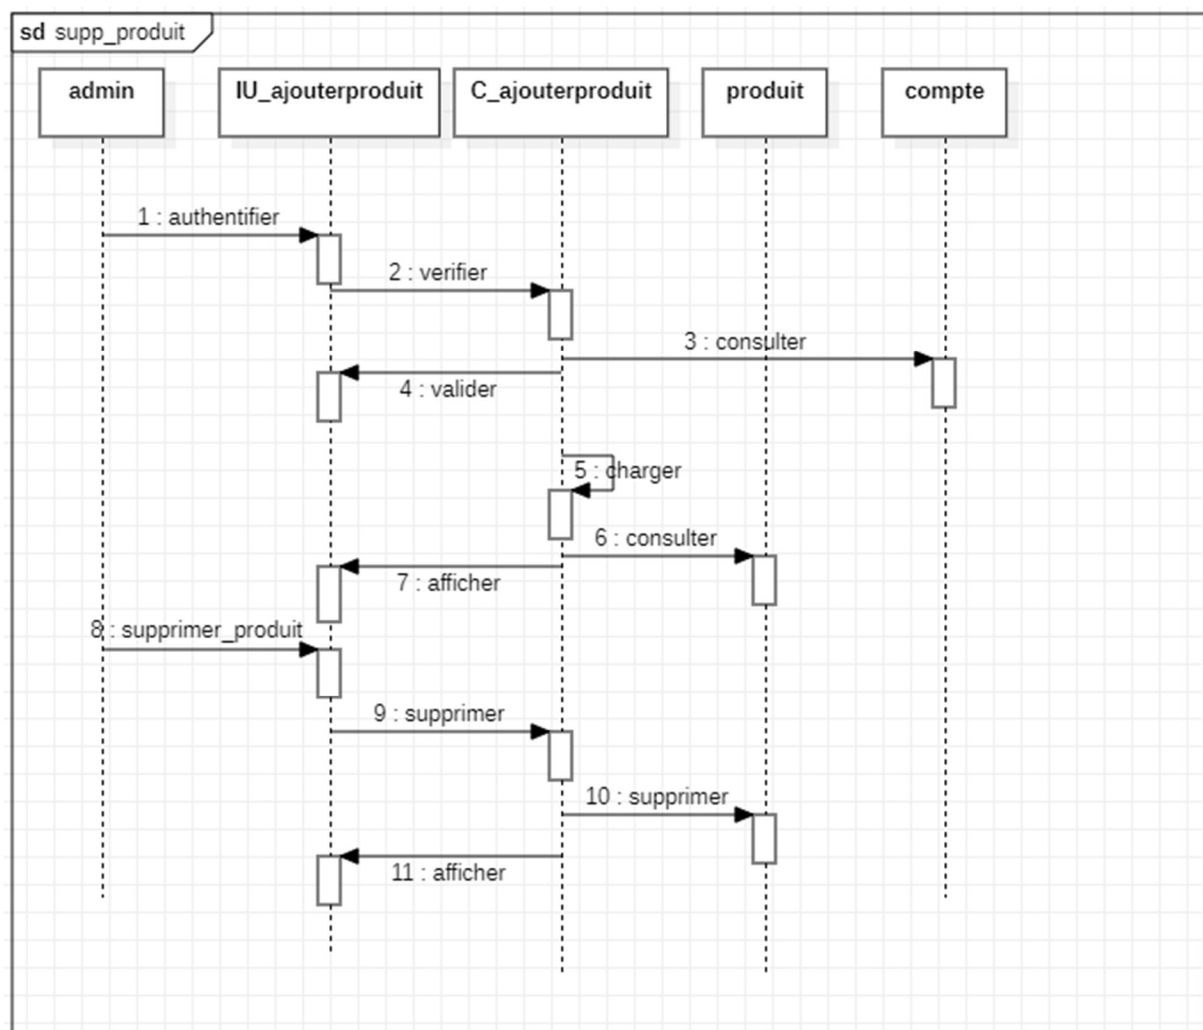 sd supp_produit
admin
IU_ajouterproduit
C_ajouterproduit
produit
compte
1 : authentifier
2 : verifier
3 : consulter
4 : valider
5 : charger
6 : consulter
7 : afficher
8 : supprimer_produit
9 : supprimer
10 : supprimer
11 : afficher